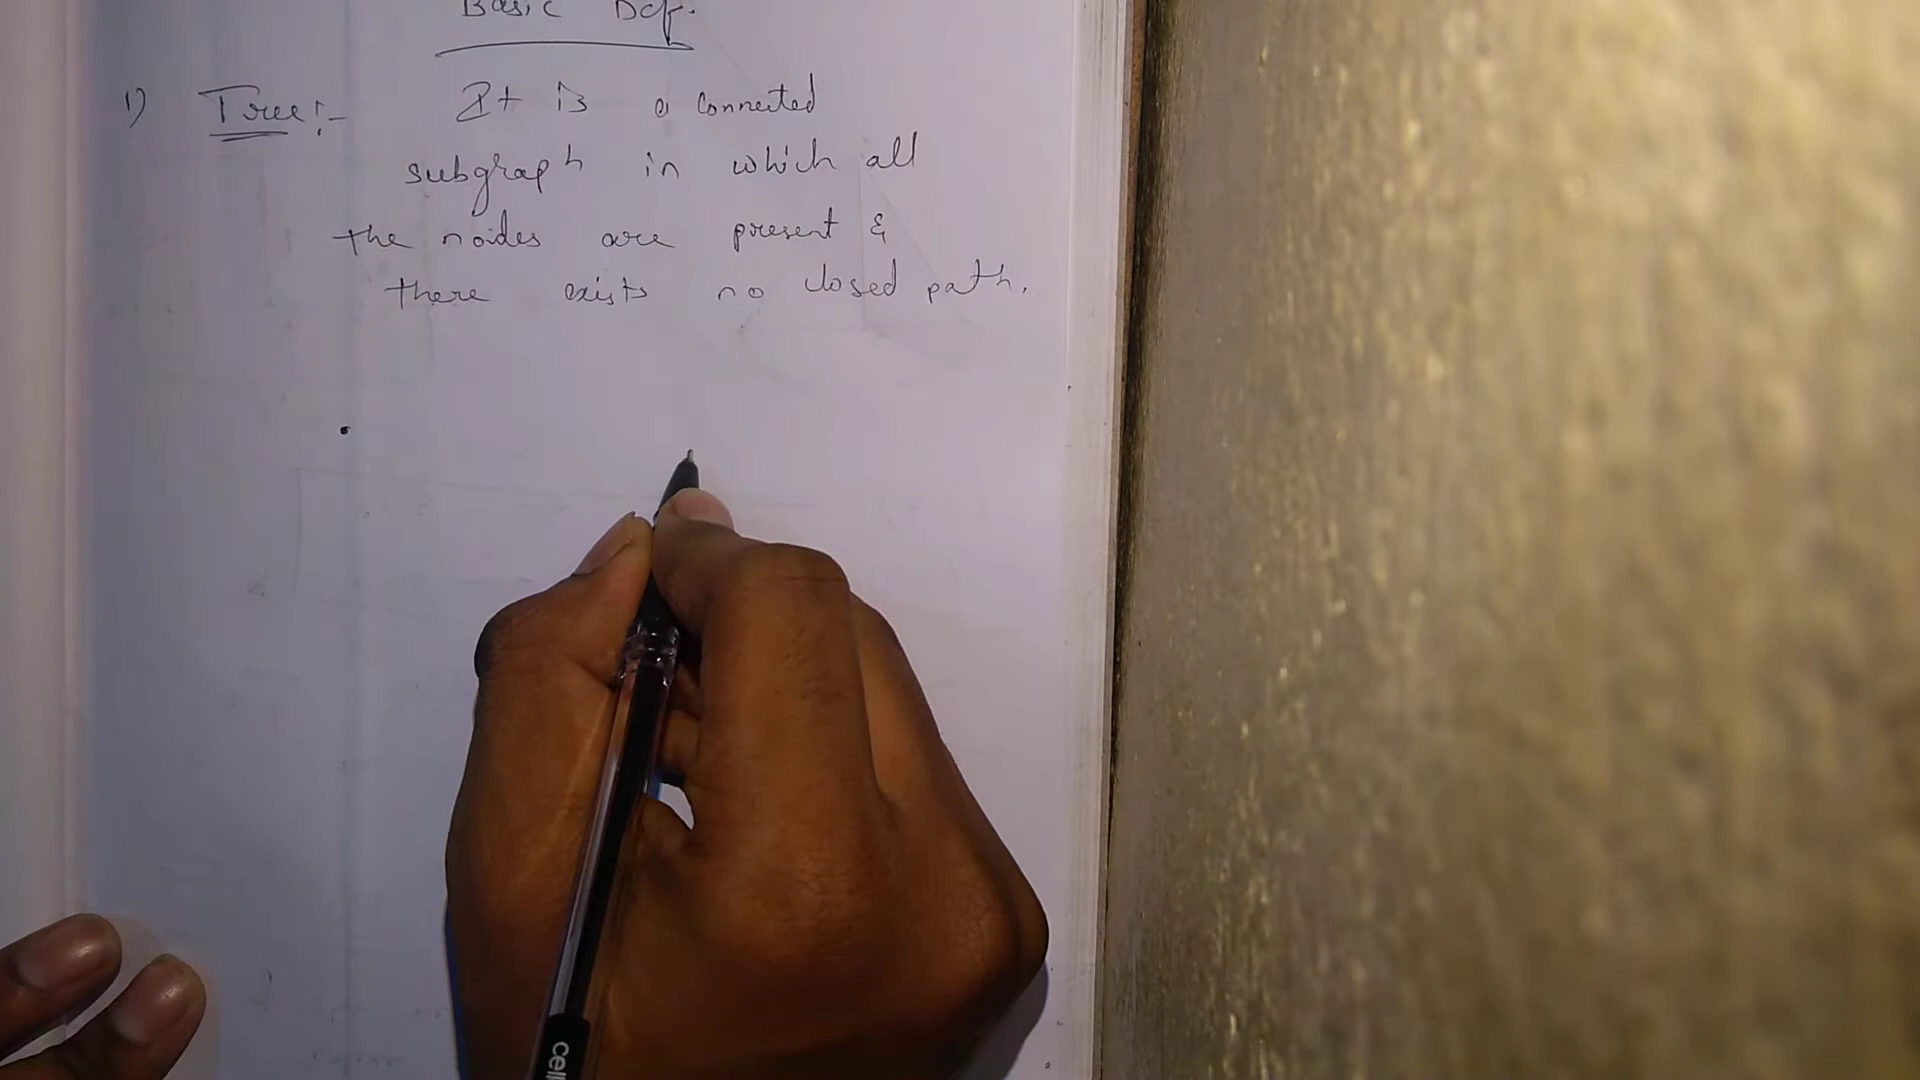 Basic Def.
1) Tree:- It is a connected
subgraph in which all
the nodes are present &
there exists no closed path.
cell